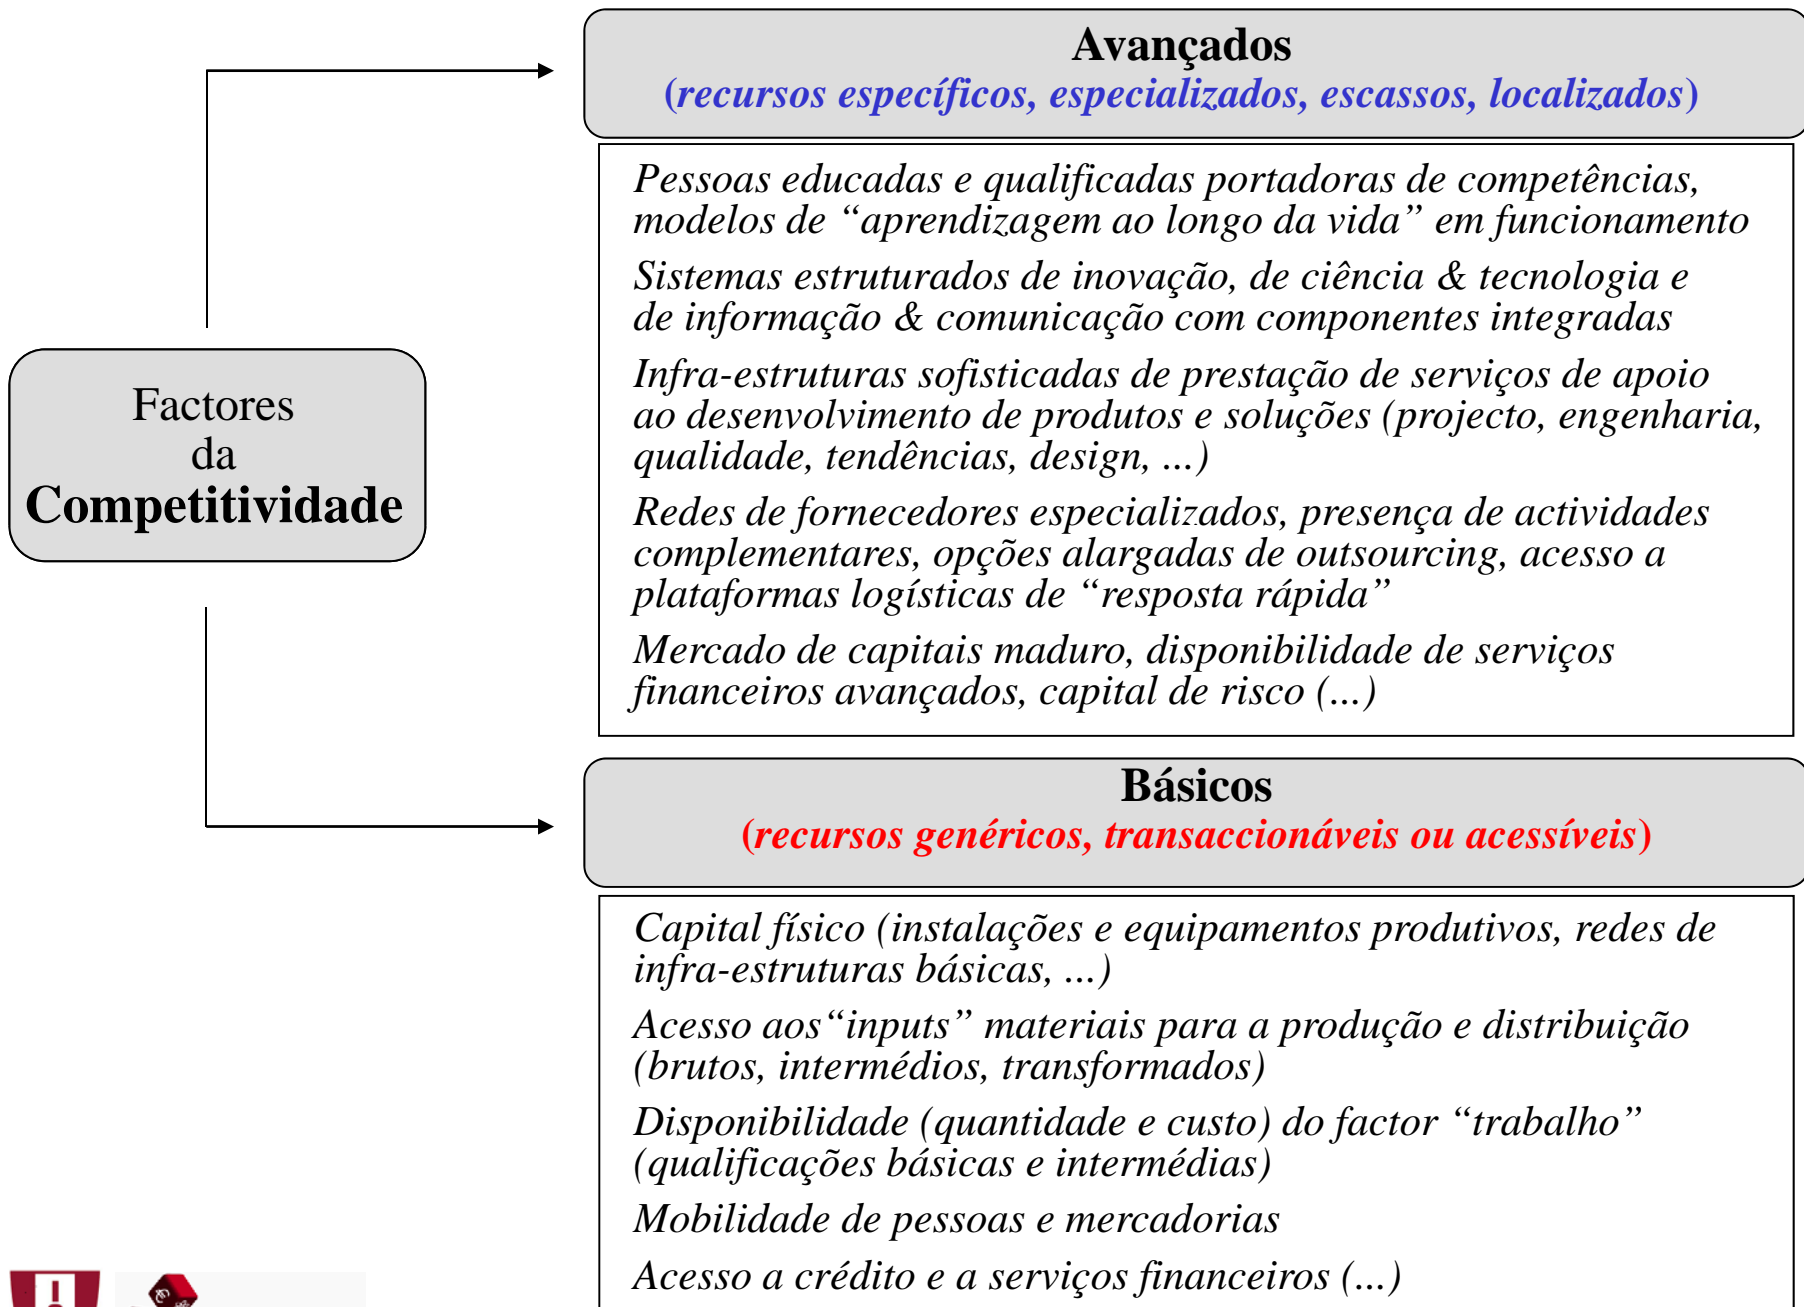 Avançados
(recursos específicos, especializados, escassos, localizados)
Pessoas educadas e qualificadas portadoras de competências,
modelos de “aprendizagem ao longo da vida” em funcionamento
Sistemas estruturados de inovação, de ciência & tecnologia e
de informação & comunicação com componentes integradas
Infra-estruturas sofisticadas de prestação de serviços de apoio
ao desenvolvimento de produtos e soluções (projecto, engenharia,
qualidade, tendências, design, ...)
Redes de fornecedores especializados, presença de actividades
complementares, opções alargadas de outsourcing, acesso a
plataformas logísticas de “resposta rápida”
Mercado de capitais maduro, disponibilidade de serviços
financeiros avançados, capital de risco (...)
Factores
da
Competitividade
Básicos
(recursos genéricos, transaccionáveis ou acessíveis)
Capital físico (instalações e equipamentos produtivos, redes de
infra-estruturas básicas, ...)
Acesso aos“inputs” materiais para a produção e distribuição
(brutos, intermédios, transformados)
Disponibilidade (quantidade e custo) do factor “trabalho”
(qualificações básicas e intermédias)
Mobilidade de pessoas e mercadorias
Acesso a crédito e a serviços financeiros (...)